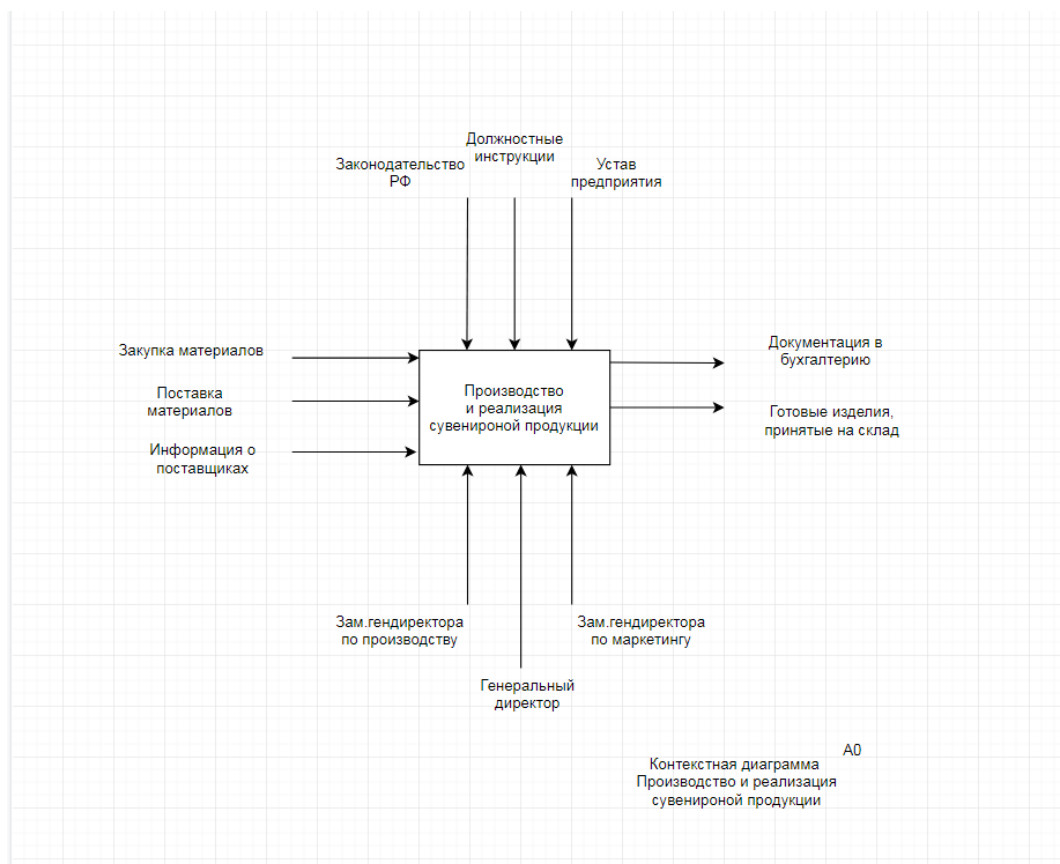 Должностные
инструкции
Законодательство
РФ
Устав
предприятия
Закупка материалов
Поставка
материалов
Информация о
поставщиках
Производство
и реализация
сувенироной продукции
Документация в
бухгалтерию
Готовые изделия,
принятые на склад
Зам.гендиректора
по производству
Зам.гендиректора
по маркетингу
Генеральный
директор
А0
Контекстная диаграмма
Производство и реализация
сувенироной продукции